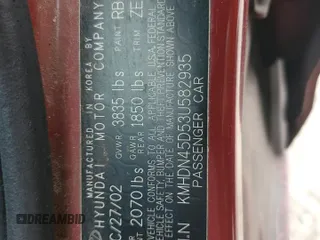 MANUFACTURED IN KOREA BY
HYUNDAI MOTOR COMPANY
PAINT RB
TRIM ZE
C/27/02 GVWR 3835 lbs
2070 lbs REAR 1850 lbs
VEHICLE CONFORMS TO ALL APPLICABLE U.S.A. FEDERAL
VEHICLE SAFETY, BUMPER AND THEFT PREVENTION STANDARDS
IN EFFECT ON THE DATE OF MANUFACTURE SHOWN ABOVE
I.N KMHDN45D53U582935
PASSENGER CAR
DREAMBID